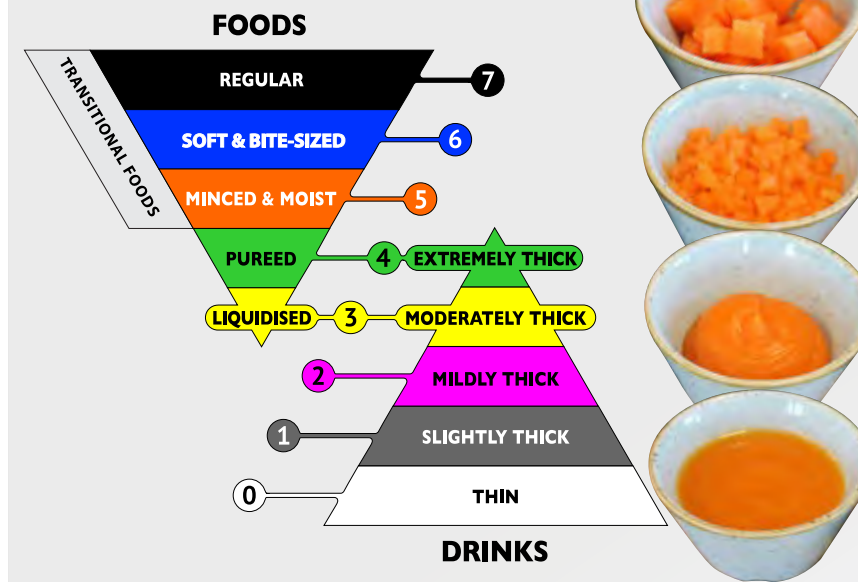 FOODS
TRANSITIONAL FOODS
REGULAR
7
SOFT & BITE-SIZED
6
MINCED & MOIST
5
PUREED
4
EXTREMELY THICK
LIQUIDISED
3
MODERATELY THICK
2
MILDLY THICK
1
SLIGHTLY THICK
0
THIN
DRINKS